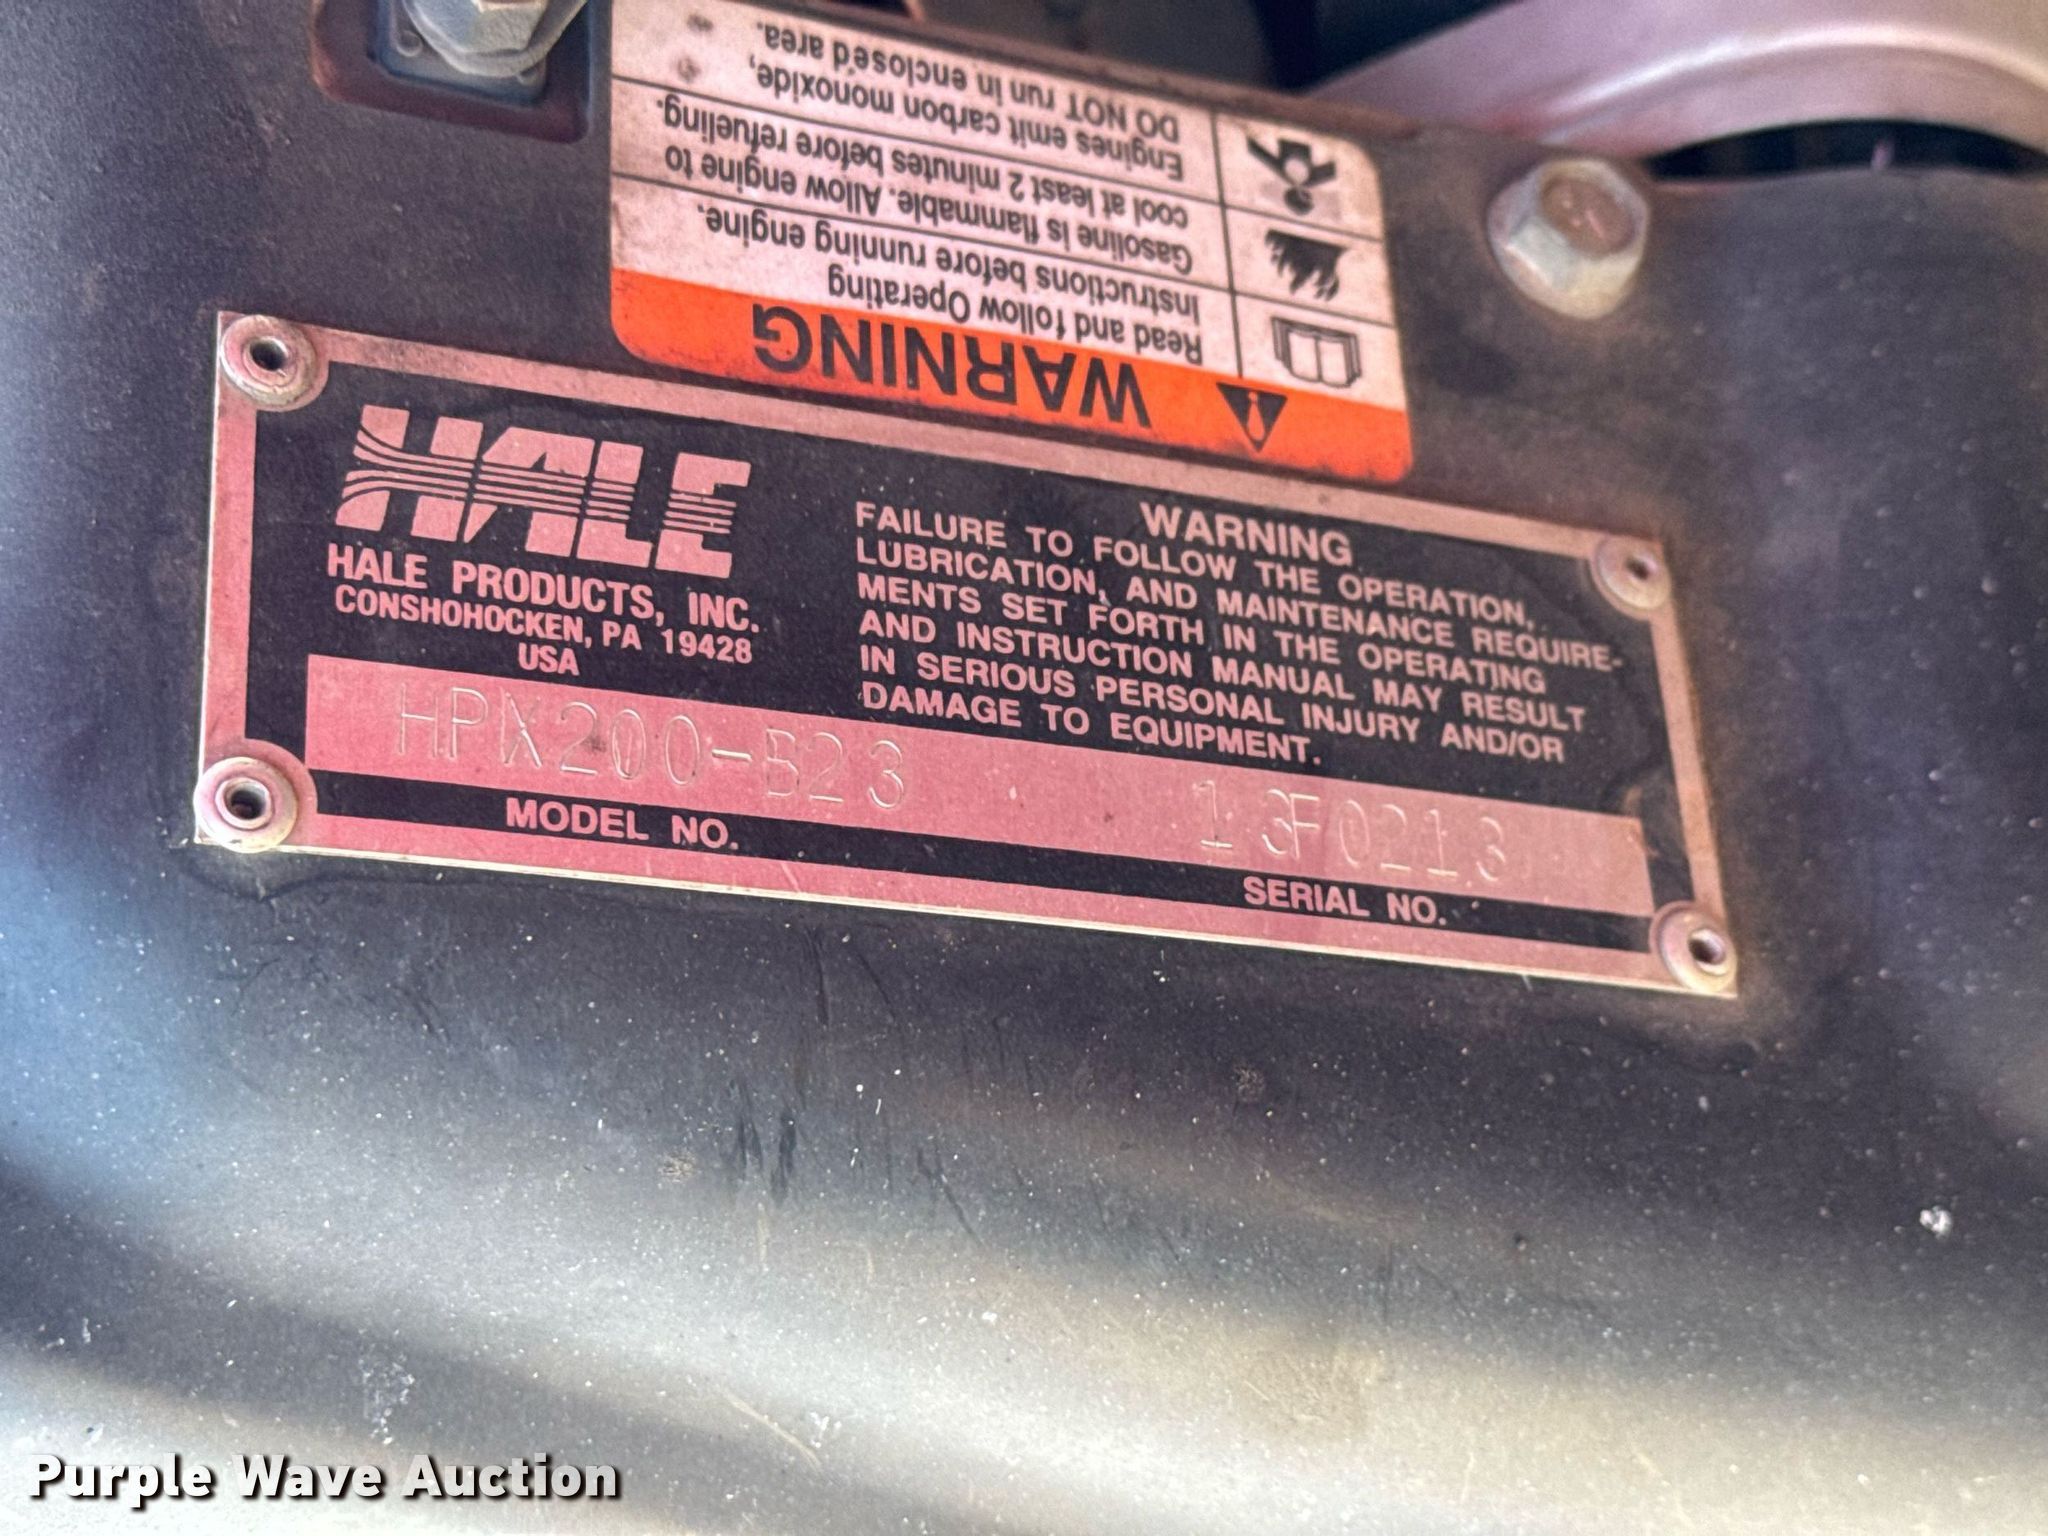 DO NOT run in enclosed area.
Engines emit carbon monoxide,
cool at least 2 minutes before refueling.
Gasoline is flammable. Allow engine to
instructions before running engine.
Read and follow Operating
WARNING
HALE
HALE PRODUCTS, INC.
CONSHOHOCKEN, PA 19428
USA
WARNING
FAILURE TO FOLLOW THE OPERATION,
LUBRICATION, AND MAINTENANCE REQUIRE-
MENTS SET FORTH IN THE OPERATING
AND INSTRUCTION MANUAL MAY RESULT
IN SERIOUS PERSONAL INJURY AND/OR
DAMAGE TO EQUIPMENT.
HPX200-B23
13F0213
MODEL NO.
SERIAL NO.
Purple Wave Auction